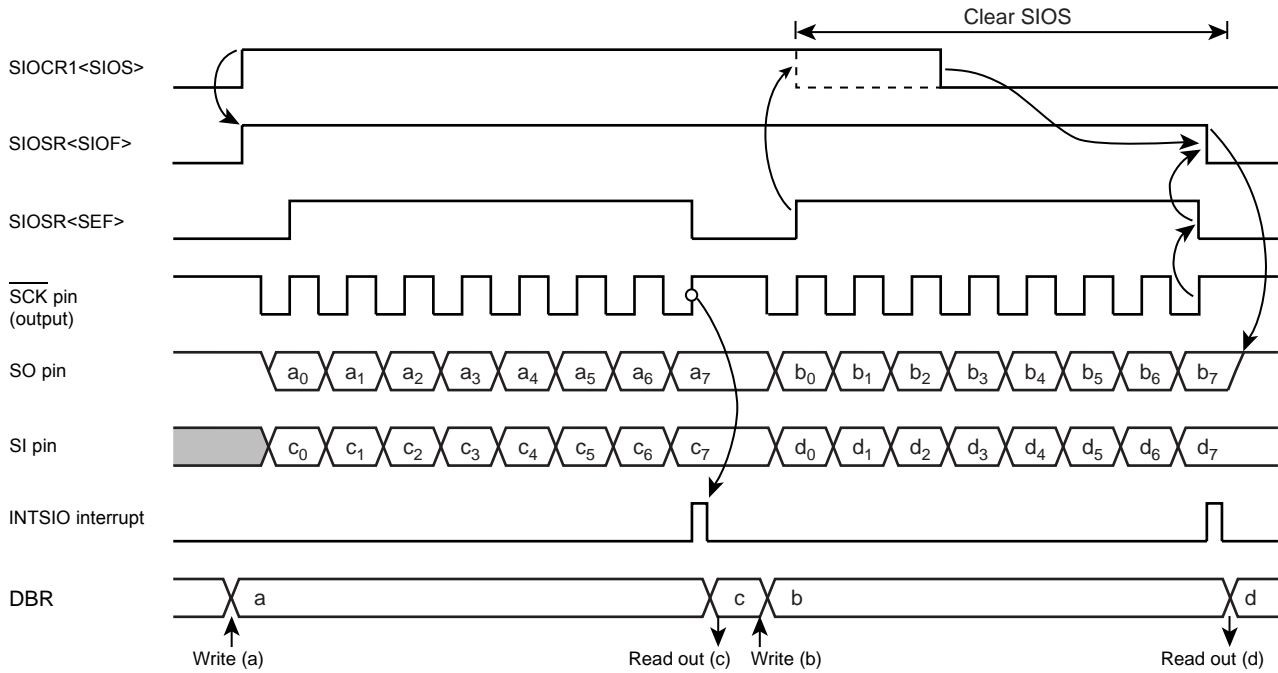 Clear SIOS
SIOCR1<SIOS>
SIOSR<SIOF>
SIOSR<SEF>
SCK pin
(output)
SO pin a0 a1 a2 a3 a4 a5 a6 a7 b0 b1 b2 b3 b4 b5 b6 b7
SI pin c0 c1 c2 c3 c4 c5 c6 c7 d0 d1 d2 d3 d4 d5 d6 d7
INTSIO interrupt
DBR a c b d
Write (a) Read out (c) Write (b) Read out (d)